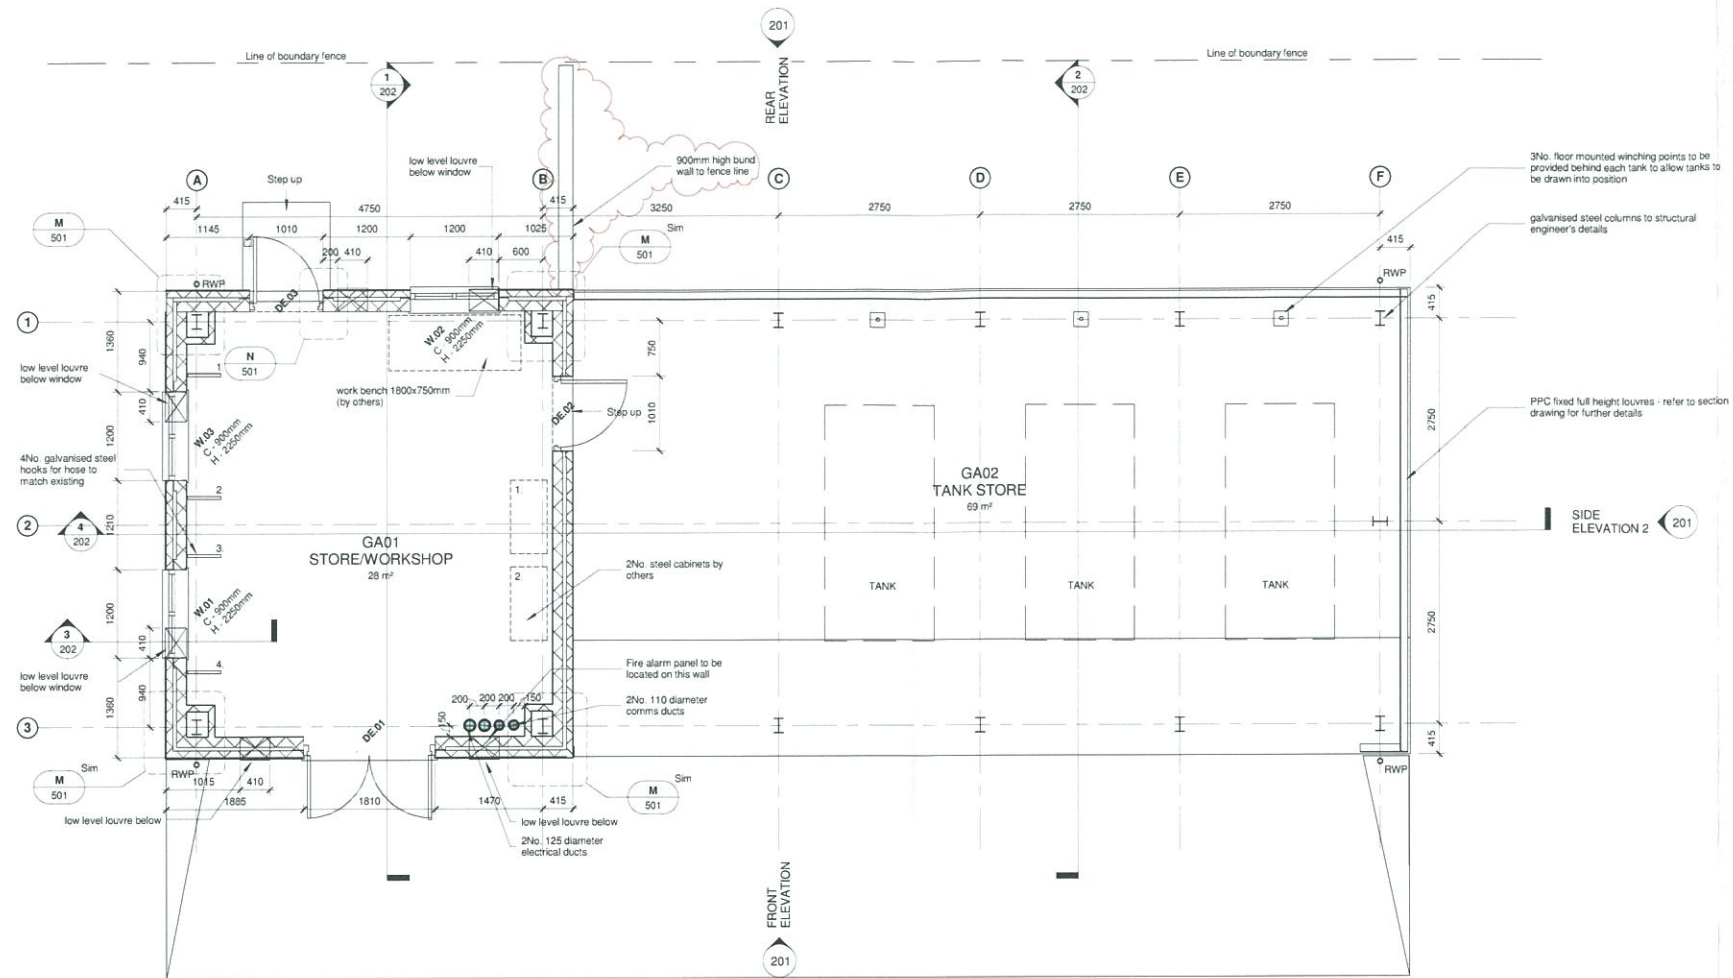 201
Line of boundary fence
Line of boundary fence
1
202
REAR
ELEVATION
2
202
low level louvre
below window
900mm high bund
wall to fence line
3No. floor mounted winching points to be
provided behind each tank to allow tanks to
be drawn into position
A
Step up
B
C
D
E
F
415
4750
415
3250
2750
2750
2750
galvanised steel columns to structural
engineer's details
M
501
1145
1010
1200
1200
1025
Sim
M
501
415
200
410
410
600
RWP
RWP
DE.03
415
1
1360
940
W.02
C - 900mm
H - 2250mm
750
N
501
1
low level louvre
below window
work bench 1800x750mm
(by others)
410
DE.02
Step up
1010
2750
PPC fixed full height louvres - refer to section
drawing for further details
1200
W.03
C - 900mm
H - 2250mm
4No. galvanised steel
hooks for hose to
match existing
2
1.
GA02
TANK STORE
69 m²
2
4
202
1210
3.
GA01
STORE/WORKSHOP
28 m²
SIDE
ELEVATION 2
201
2.
2No. steel cabinets by
others
TANK
TANK
TANK
1200
W.01
C - 900mm
H - 2250mm
3
202
410
2750
low level louvre
below window
4.
Fire alarm panel to be
located on this wall
1360
940
200
200
200
150
2No. 110 diameter
comms ducts
150
3
DE.01
415
Sim
M
501
RWP
1015
410
1885
1810
1470
415
Sim
M
501
RWP
low level louvre below
low level louvre below
2No. 125 diameter
electrical ducts
FRONT
ELEVATION
201